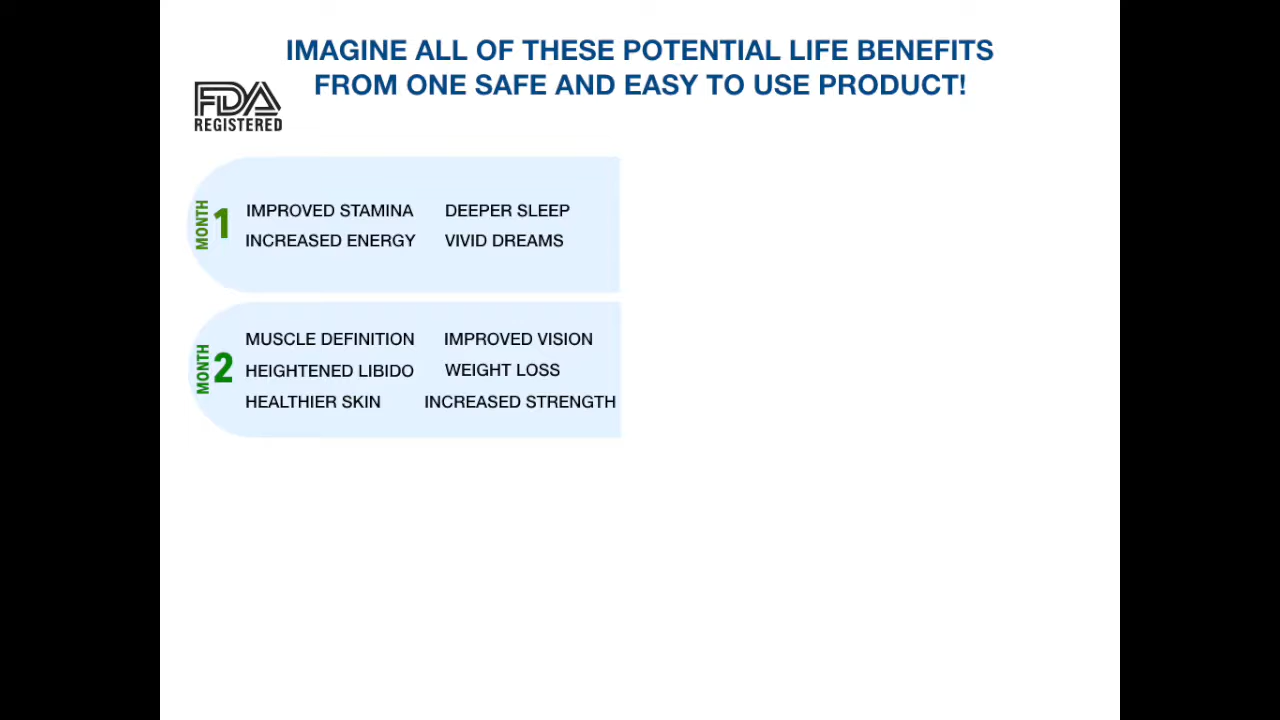 IMAGINE ALL OF THESE POTENTIAL LIFE BENEFITS
FROM ONE SAFE AND EASY TO USE PRODUCT!
FDA
REGISTERED
MONTH 1
IMPROVED STAMINA DEEPER SLEEP
INCREASED ENERGY VIVID DREAMS
MONTH 2
MUSCLE DEFINITION IMPROVED VISION
HEIGHTENED LIBIDO WEIGHT LOSS
HEALTHIER SKIN INCREASED STRENGTH